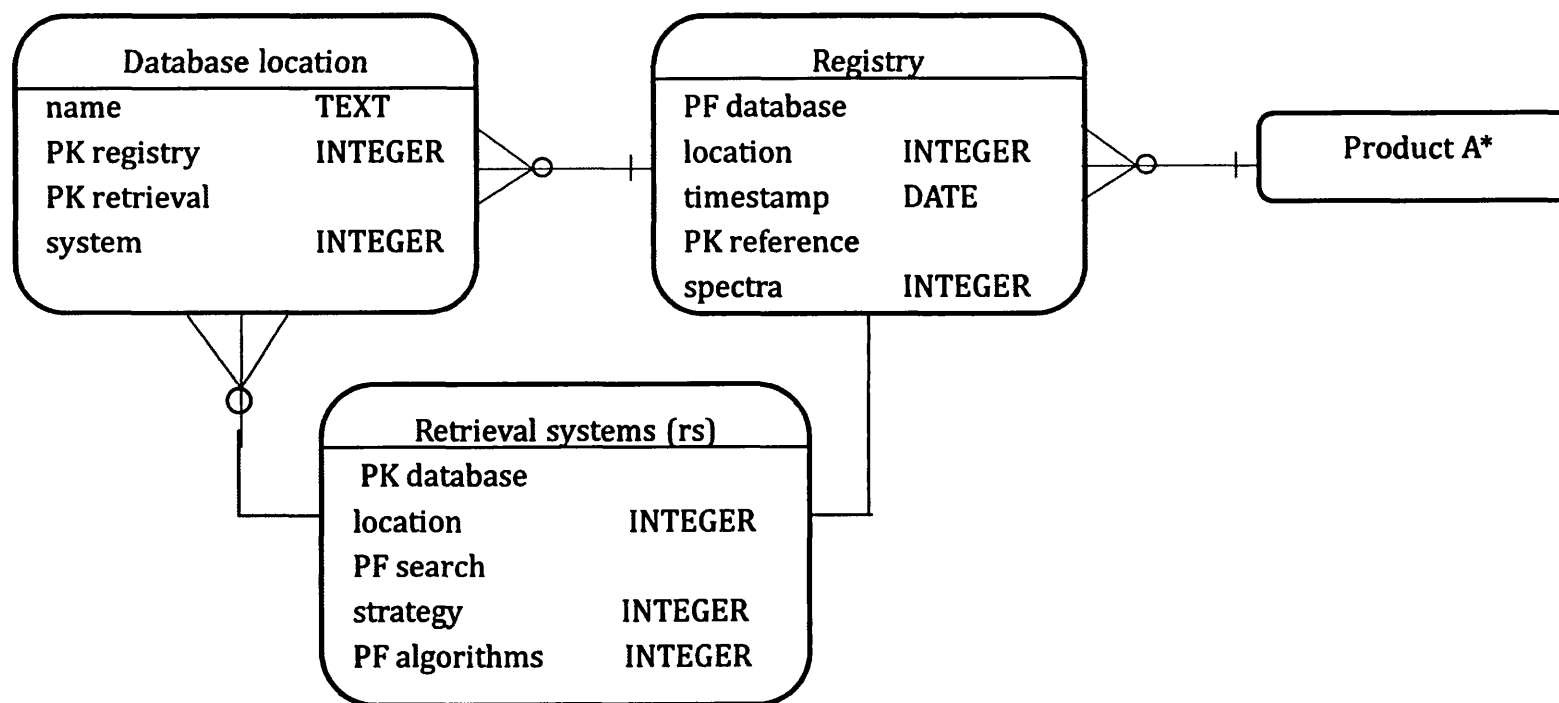 Database location
name TEXT
PK registry INTEGER
PK retrieval
system INTEGER
Registry
PF database
location INTEGER
timestamp DATE
PK reference
spectra INTEGER
Product A*
Retrieval systems (rs)
PK database
location INTEGER
PF search
strategy INTEGER
PF algorithms INTEGER